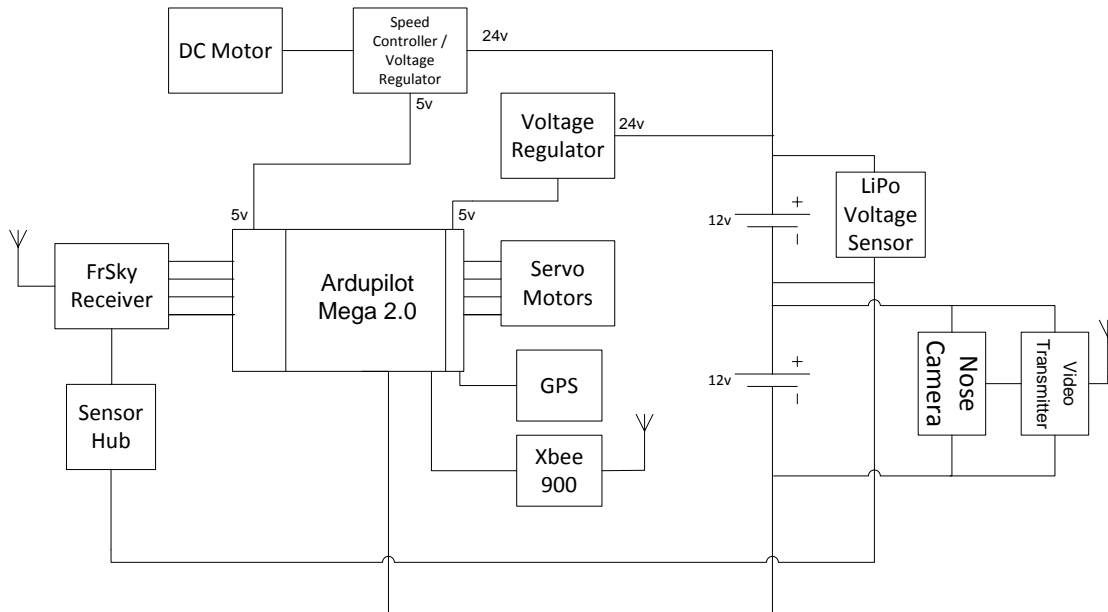 DC Motor
Speed
Controller /
Voltage
Regulator
24v
5v
Voltage
Regulator
24v
5v
5v
LiPo
Voltage
Sensor
12v
+
−
FrSky
Receiver
Ardupilot
Mega 2.0
Servo
Motors
Nose
Camera
Video
Transmitter
12v
+
−
GPS
Sensor
Hub
Xbee
900